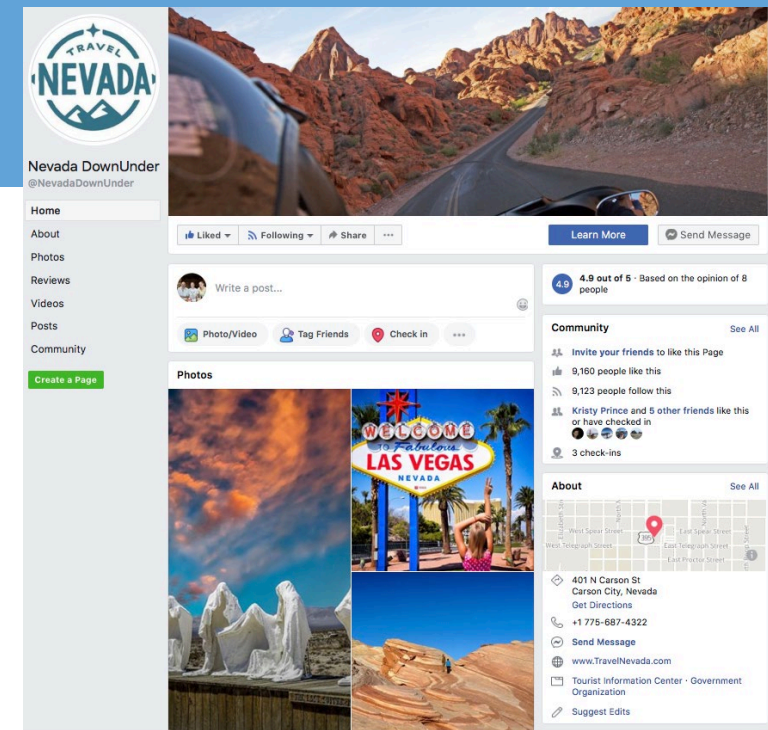 TRAVEL
NEVADA
Nevada DownUnder
@NevadaDownUnder
Home
About
Photos
Reviews
Videos
Posts
Community
Create a Page
Liked
Following
Share
Learn More
Send Message
Write a post...
Photo/Video
Tag Friends
Check in
Photos
WELCOME
TO Fabulous
LAS VEGAS
NEVADA
4.9
4.9 out of 5 · Based on the opinion of 8
people
Community
See All
Invite your friends to like this Page
9,160 people like this
9,123 people follow this
Kristy Prince and 5 other friends like this
or have checked in
3 check-ins
About
See All
West Spear Street
East Spear Street
395
West Telegraph Street
East Telegraph Street
East Proctor Street
401 N Carson St
Carson City, Nevada
Get Directions
+1 775-687-4322
Send Message
www.TravelNevada.com
Tourist Information Center · Government
Organization
Suggest Edits